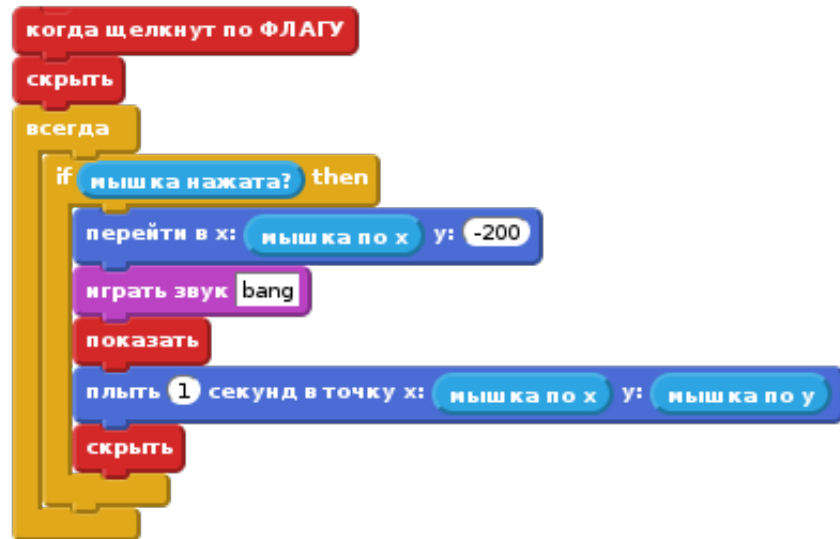 когда щелкнут по ФЛАГУ
скрыть
всегда
if мышка нажата? then
перейти в x: мышка по x y: -200
играть звук bang
показать
плыть 1 секунд в точку x: мышка по x y: мышка по y
скрыть